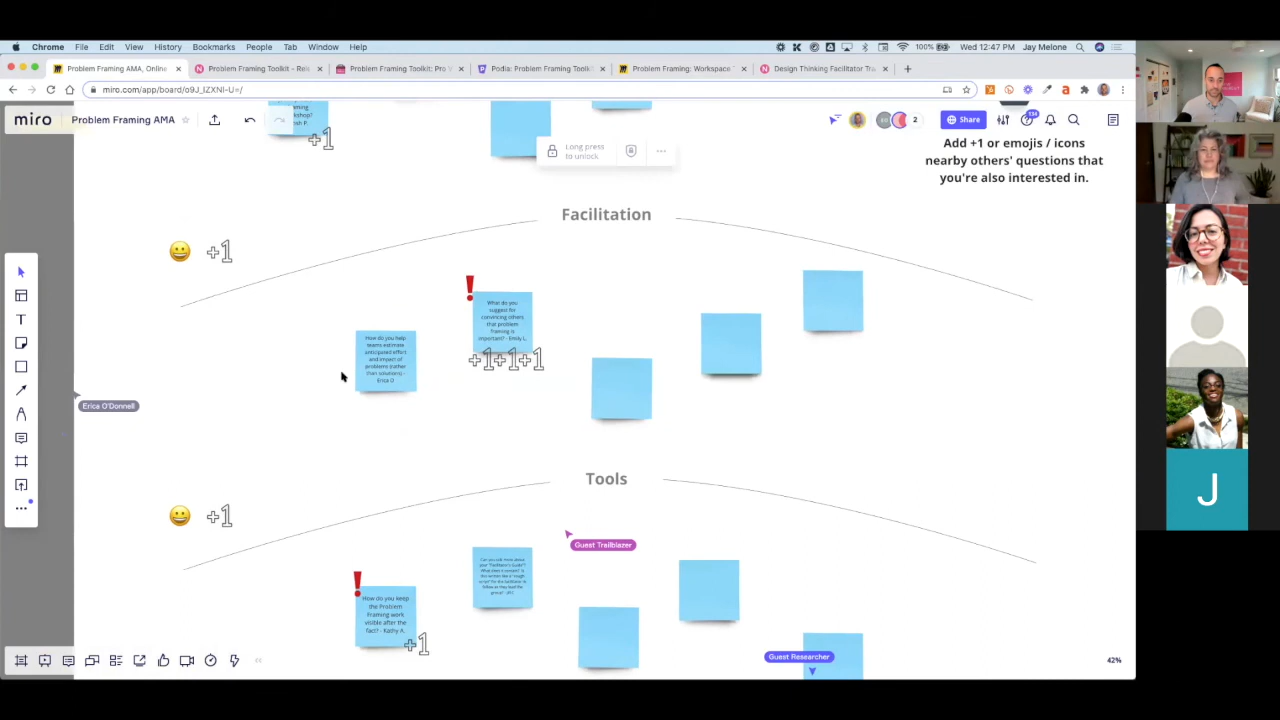 Chrome File Edit View History Bookmarks People Tab Window Help
100% Wed 12:47 PM Jay Melone
Problem Framing AMA, Online
Problem Framing Toolkit – Rele
Problem Framing Toolkit: Pro V
Podia: Problem Framing Toolkit
Problem Framing: Workspace
Design Thinking Facilitator Tra
miro.com/app/board/o9J_lZXNI-U=/
miro Problem Framing AMA
2 Share
Long press
to unlock
+1
Add +1 or emojis / icons
nearby others' questions that
you're also interested in.
Facilitation
+1
What do you
suggest for
convincing others
that problem
framing is
important? - Emily L.
+1+1+1
How do you help
teams estimate
anticipated effort
and impact of
problems (rather
than solutions) -
Erica O
Erica O'Donnell
Tools
+1
Guest Trailblazer
How do you keep
the Problem
Framing work
visible after the
fact? - Kathy A.
+1
Guest Researcher
42%
J